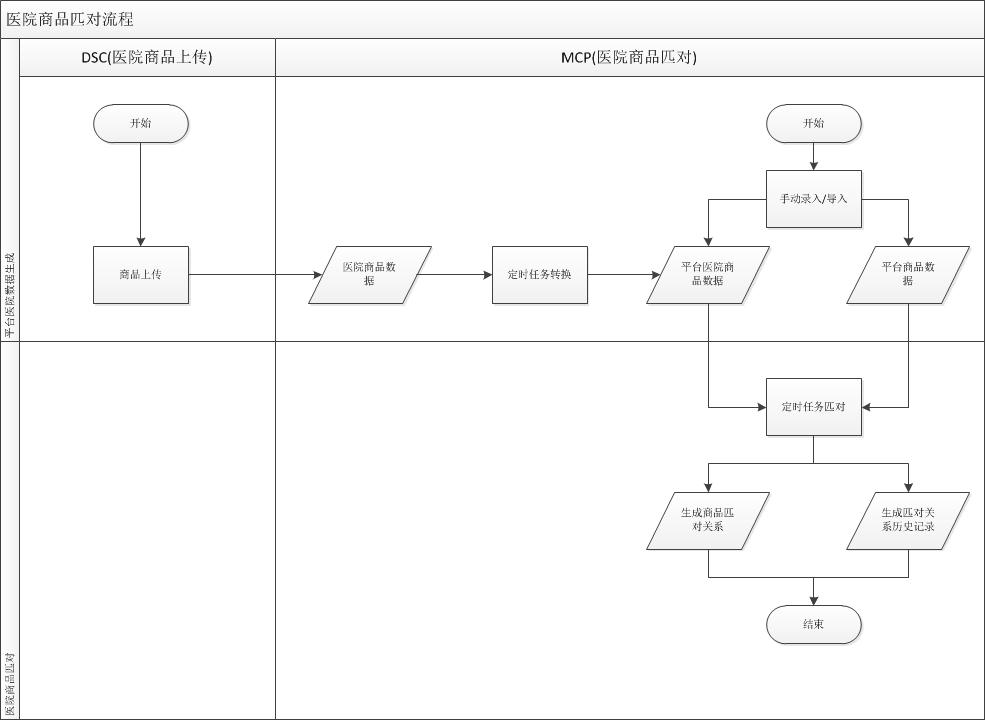 医院商品匹对流程
DSC(医院商品上传)
MCP(医院商品匹对)
平台医院数据生成
开始
开始
手动录入/导入
商品上传
医院商品数
据
定时任务转换
平台医院商
品数据
平台商品数
据
医院商品匹对
定时任务匹对
生成商品匹
对关系
生成匹对关
系历史记录
结束